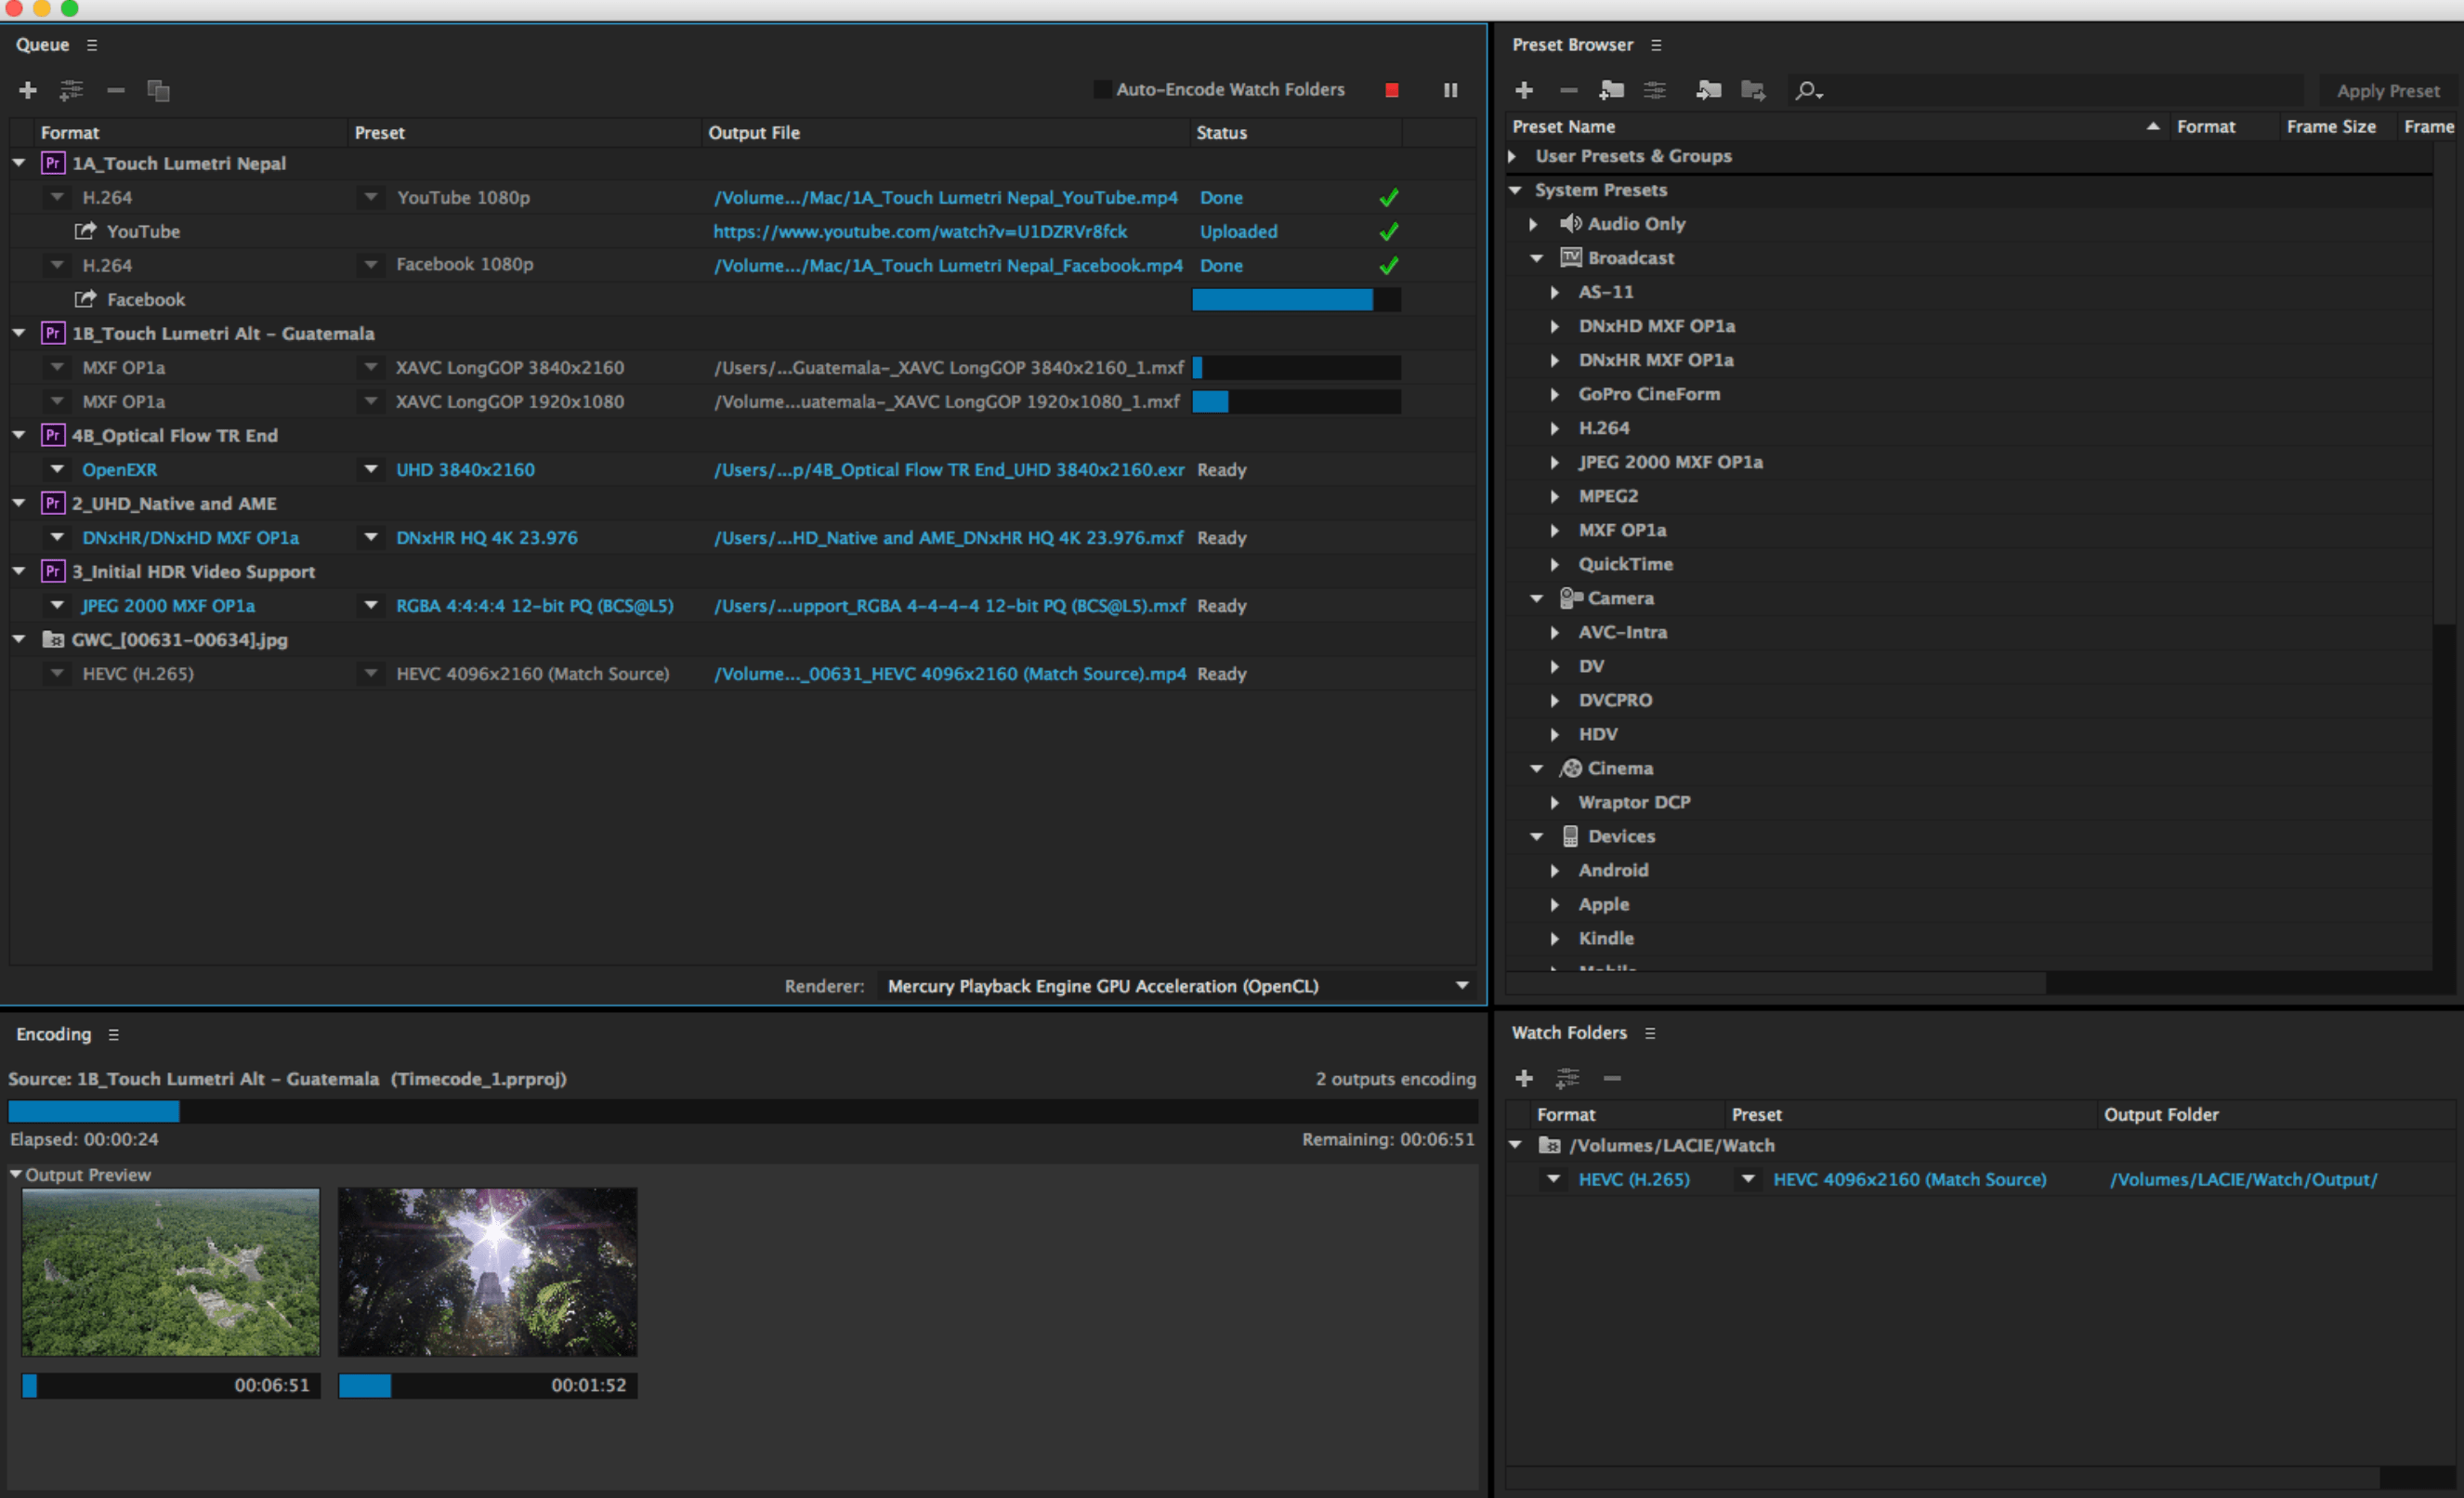 Queue
Auto-Encode Watch Folders
Format Preset Output File Status
Pr 1A_Touch Lumetri Nepal
H.264 YouTube 1080p /Volume.../Mac/1A_Touch Lumetri Nepal_YouTube.mp4 Done
YouTube https://www.youtube.com/watch?v=U1DZRVr8fck Uploaded
H.264 Facebook 1080p /Volume.../Mac/1A_Touch Lumetri Nepal_Facebook.mp4 Done
Facebook
Pr 1B_Touch Lumetri Alt – Guatemala
MXF OP1a XAVC LongGOP 3840x2160 /Users/...Guatemala-_XAVC LongGOP 3840x2160_1.mxf
MXF OP1a XAVC LongGOP 1920x1080 /Volume...uatemala-_XAVC LongGOP 1920x1080_1.mxf
Pr 4B_Optical Flow TR End
OpenEXR UHD 3840x2160 /Users/...p/4B_Optical Flow TR End_UHD 3840x2160.exr Ready
Pr 2_UHD_Native and AME
DNxHR/DNxHD MXF OP1a DNxHR HQ 4K 23.976 /Users/...HD_Native and AME_DNxHR HQ 4K 23.976.mxf Ready
Pr 3_Initial HDR Video Support
JPEG 2000 MXF OP1a RGBA 4:4:4:4 12-bit PQ (BCS@L5) /Users/...upport_RGBA 4-4-4-4 12-bit PQ (BCS@L5).mxf Ready
GWC_[00631-00634].jpg
HEVC (H.265) HEVC 4096x2160 (Match Source) /Volume..._00631_HEVC 4096x2160 (Match Source).mp4 Ready
Renderer: Mercury Playback Engine GPU Acceleration (OpenCL)
Preset Browser
Apply Preset
Preset Name Format Frame Size Frame
User Presets & Groups
System Presets
Audio Only
TV Broadcast
AS-11
DNxHD MXF OP1a
DNxHR MXF OP1a
GoPro CineForm
H.264
JPEG 2000 MXF OP1a
MPEG2
MXF OP1a
QuickTime
Camera
AVC-Intra
DV
DVCPRO
HDV
Cinema
Wraptor DCP
Devices
Android
Apple
Kindle
Encoding
Source: 1B_Touch Lumetri Alt – Guatemala (Timecode_1.prproj) 2 outputs encoding
Elapsed: 00:00:24 Remaining: 00:06:51
Output Preview
00:06:51 00:01:52
Watch Folders
Format Preset Output Folder
/Volumes/LACIE/Watch
HEVC (H.265) HEVC 4096x2160 (Match Source) /Volumes/LACIE/Watch/Output/